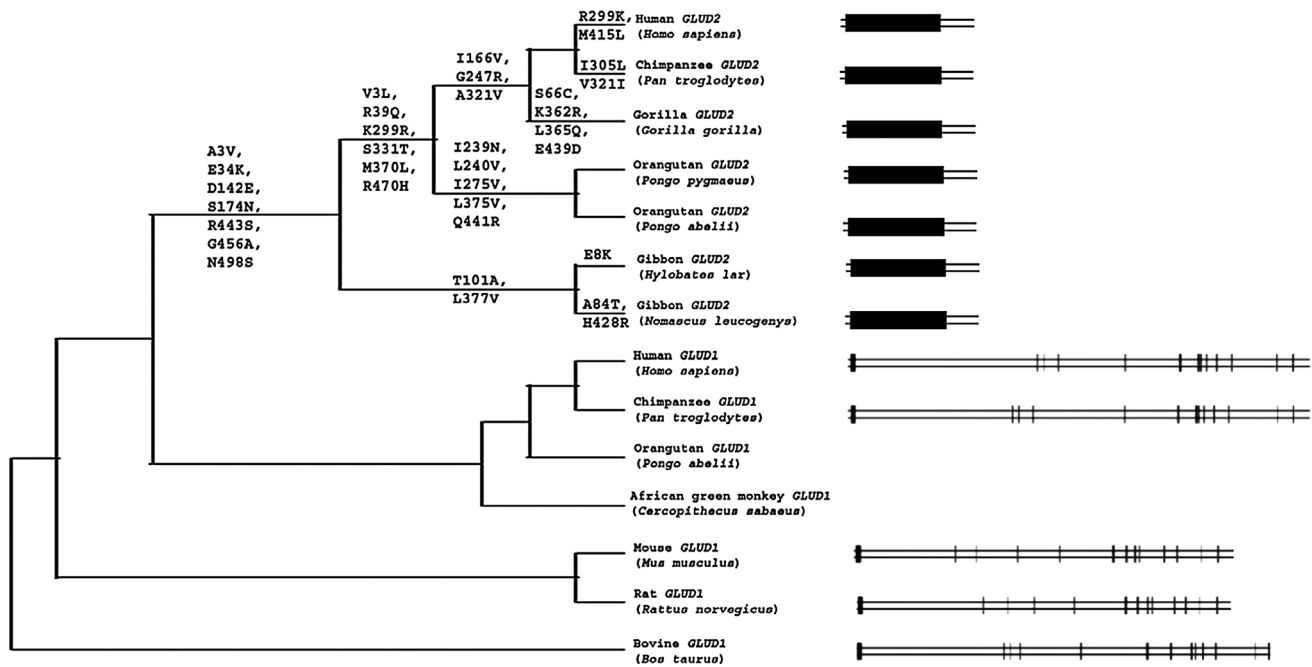 R299K,
M415L
Human GLUD2
(Homo sapiens)
I305L
V321I
Chimpanzee GLUD2
(Pan troglodytes)
I166V,
G247R,
A321V
S66C,
K362R,
L365Q,
E439D
Gorilla GLUD2
(Gorilla gorilla)
V3L,
R39Q,
K299R,
S331T,
M370L,
R470H
I239N,
L240V,
I275V,
L375V,
Q441R
Orangutan GLUD2
(Pongo pygmaeus)
Orangutan GLUD2
(Pongo abelii)
A3V,
E34K,
D142E,
S174N,
R443S,
G456A,
N498S
E8K
Gibbon GLUD2
(Hylobates lar)
T101A,
L377V
A84T,
H428R
Gibbon GLUD2
(Nomascus leucogenys)
Human GLUD1
(Homo sapiens)
Chimpanzee GLUD1
(Pan troglodytes)
Orangutan GLUD1
(Pongo abelii)
African green monkey GLUD1
(Cercopithecus sabaeus)
Mouse GLUD1
(Mus musculus)
Rat GLUD1
(Rattus norvegicus)
Bovine GLUD1
(Bos taurus)